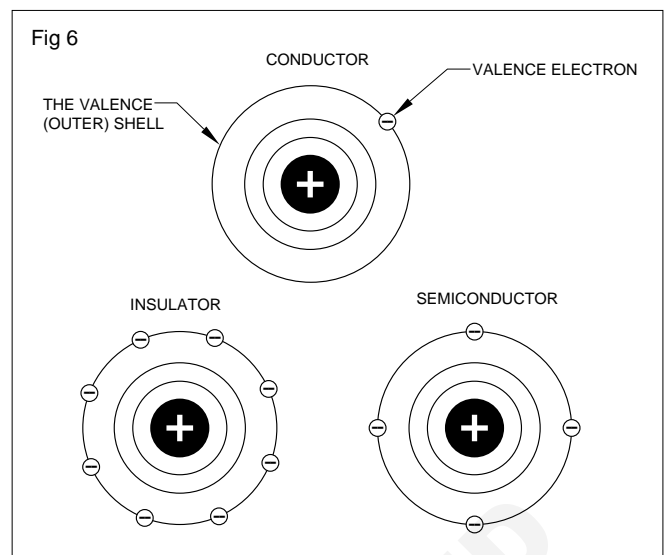 Fig 6
CONDUCTOR
VALENCE ELECTRON
THE VALENCE
(OUTER) SHELL
+
INSULATOR
SEMICONDUCTOR
+
+